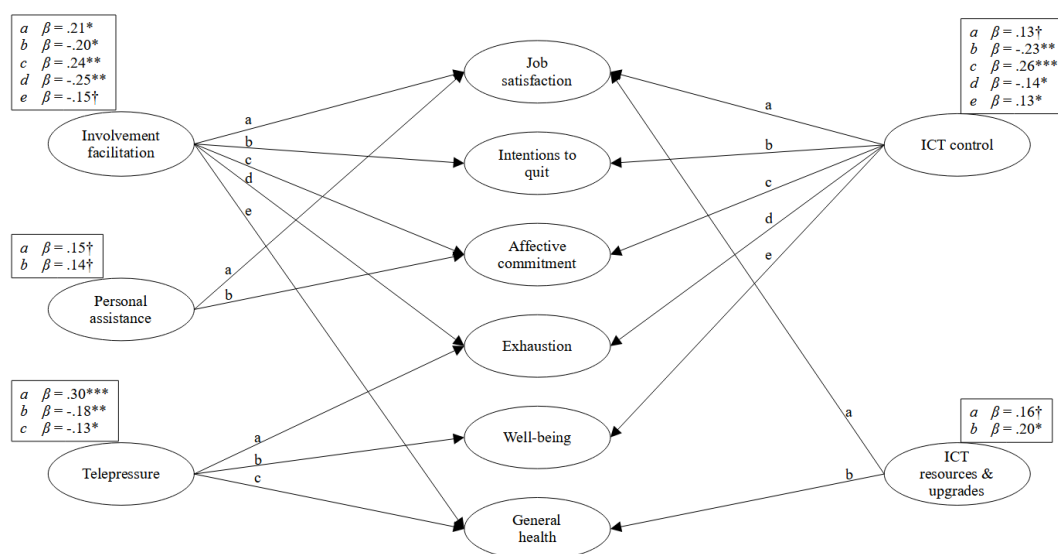 a β = .21*
b β = -.20*
c β = .24**
d β = -.25**
e β = -.15†
Involvement
facilitation
a β = .15†
b β = .14†
Personal
assistance
a β = .30***
b β = -.18**
c β = -.13*
Telepressure
a
b
c
d
e
a
b
a
b
c
Job
satisfaction
Intentions to
quit
Affective
commitment
Exhaustion
Well-being
General
health
a
b
c
d
e
a
b
a β = .13†
b β = -.23**
c β = .26***
d β = -.14*
e β = .13*
ICT control
a β = .16†
b β = .20*
ICT
resources &
upgrades